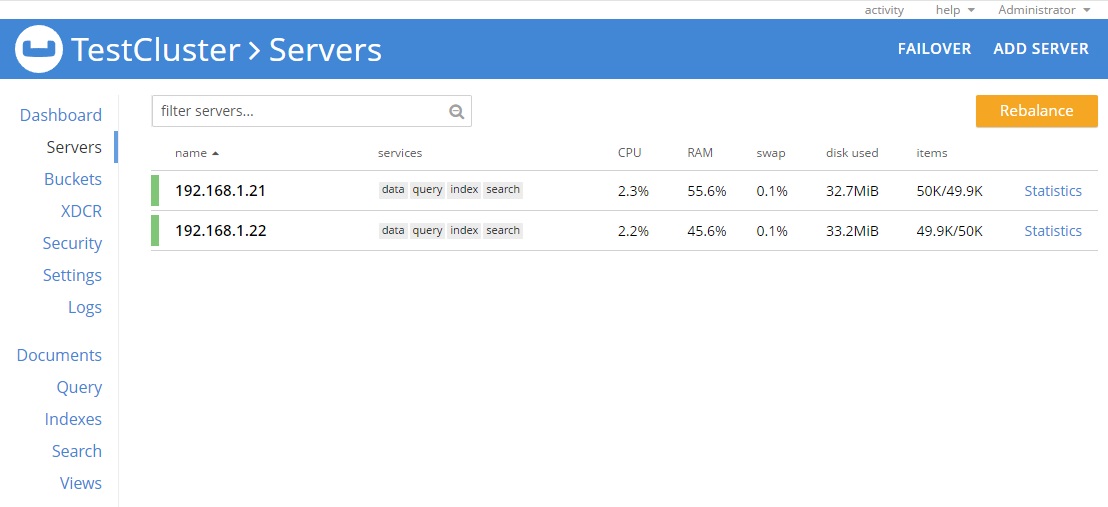 activity help Administrator
TestCluster > Servers FAILOVER ADD SERVER
Dashboard
Servers
Buckets
XDCR
Security
Settings
Logs
Documents
Query
Indexes
Search
Views
filter servers... Rebalance
name services CPU RAM swap disk used items
192.168.1.21 data query index search 2.3% 55.6% 0.1% 32.7MiB 50K/49.9K Statistics
192.168.1.22 data query index search 2.2% 45.6% 0.1% 33.2MiB 49.9K/50K Statistics